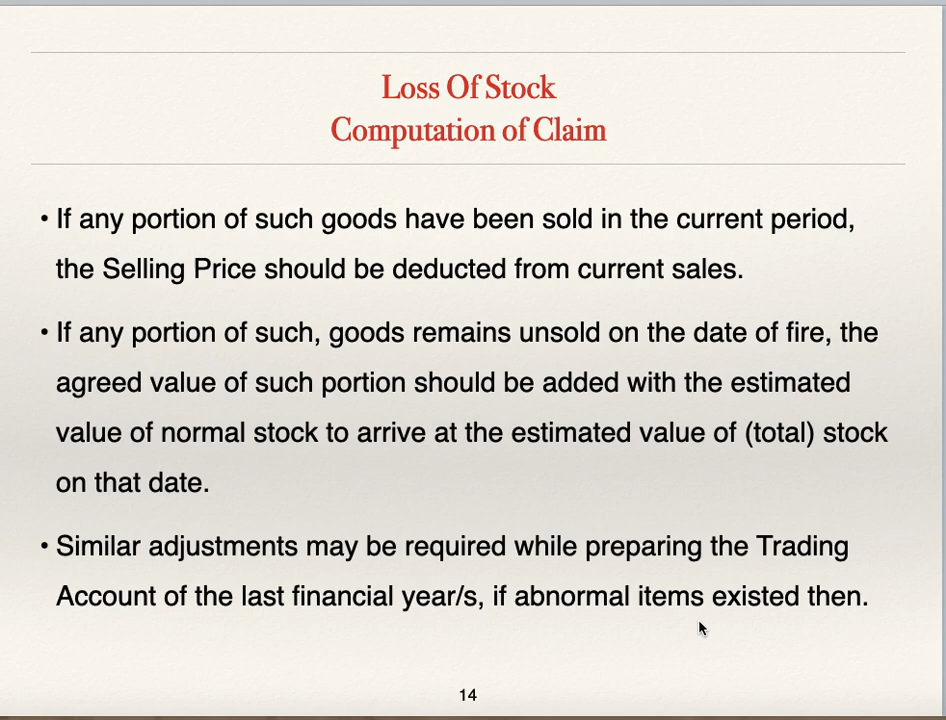 Loss Of Stock
Computation of Claim
• If any portion of such goods have been sold in the current period,
the Selling Price should be deducted from current sales.
• If any portion of such, goods remains unsold on the date of fire, the
agreed value of such portion should be added with the estimated
value of normal stock to arrive at the estimated value of (total) stock
on that date.
• Similar adjustments may be required while preparing the Trading
Account of the last financial year/s, if abnormal items existed then.
14